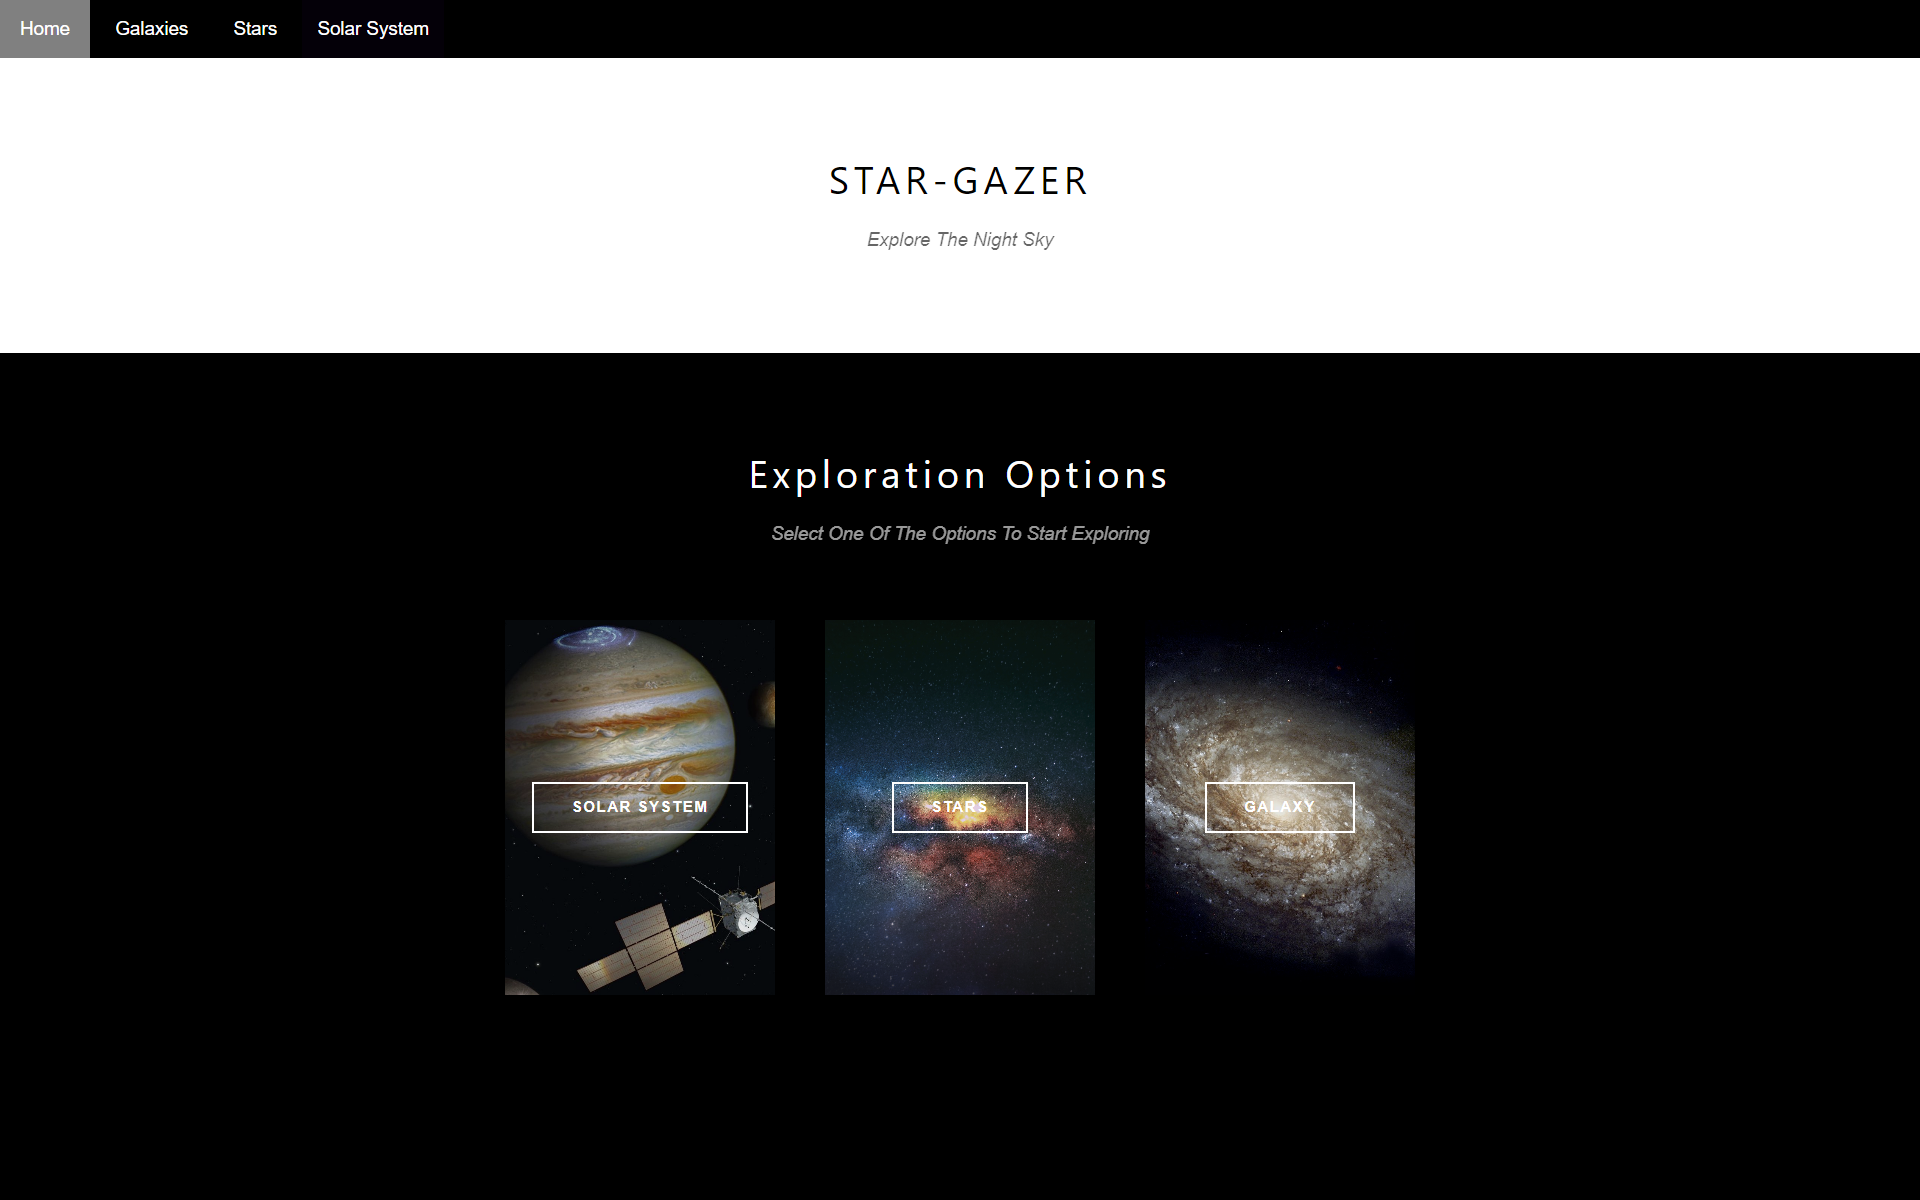 Home Galaxies Stars Solar System
STAR-GAZER
Explore The Night Sky
Exploration Options
Select One Of The Options To Start Exploring
SOLAR SYSTEM STARS GALAXY